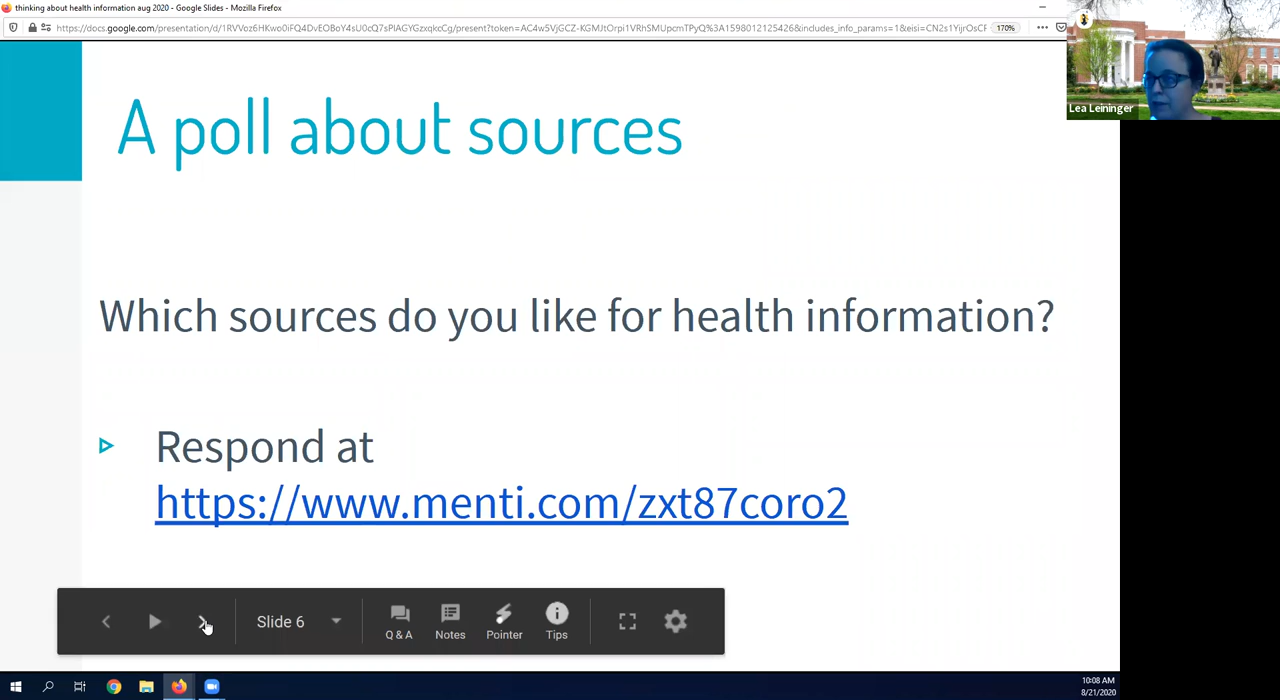 thinking about health information aug 2020 - Google Slides - Mozilla Firefox
170%
Lea Leininger
A poll about sources
Which sources do you like for health information?
Respond at
https://www.menti.com/zxt87coro2
Slide 6
Q & A
Notes
Pointer
Tips
10:08 AM
8/21/2020